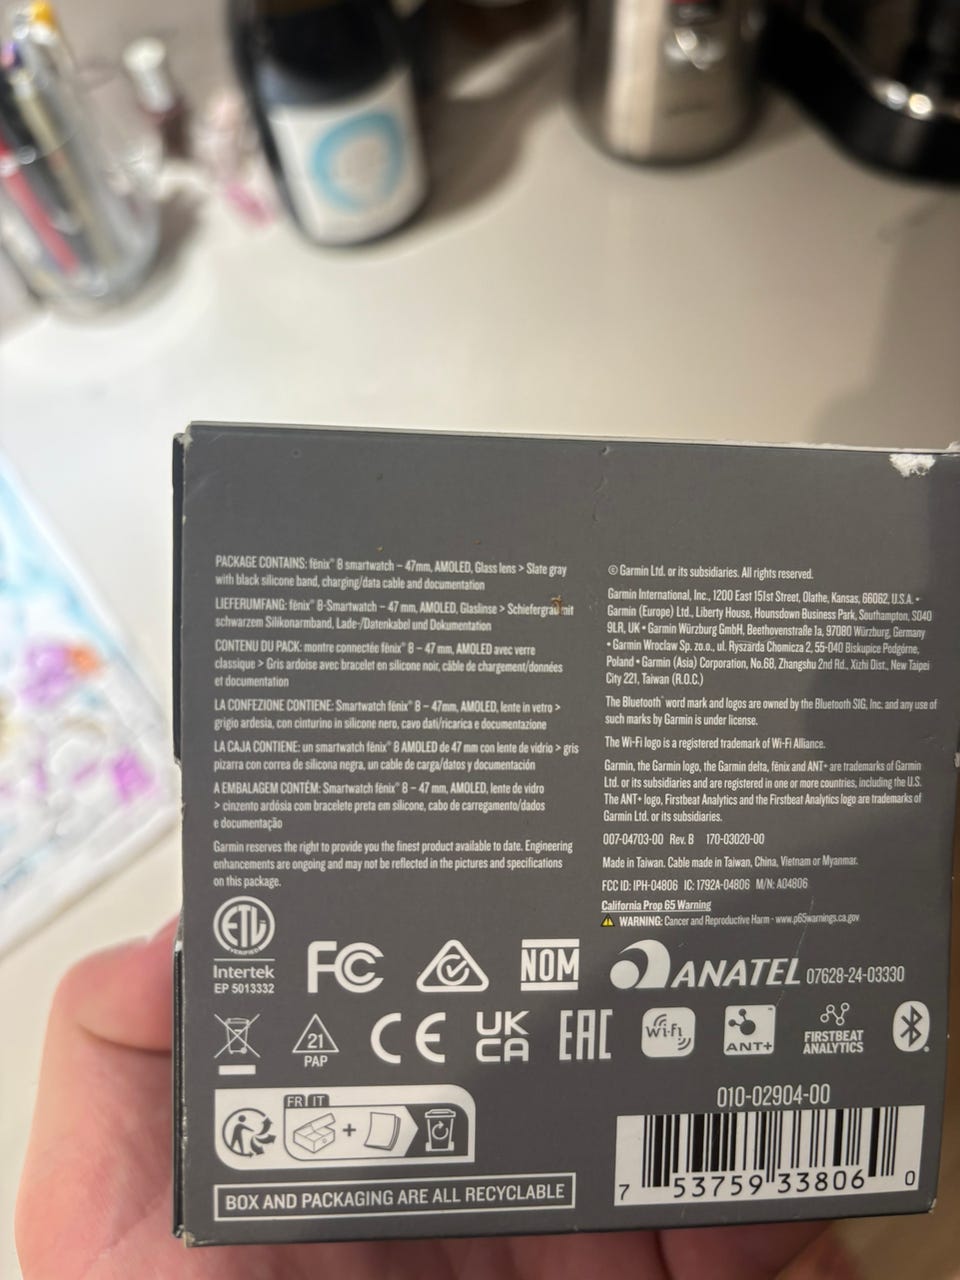 PACKAGE CONTAINS: fēnix® 8 smartwatch – 47mm, AMOLED, Glass lens > Slate gray
with black silicone band, charging/data cable and documentation
LIEFERUMFANG: fēnix® 8-Smartwatch – 47 mm, AMOLED, Glaslinse > Schiefergrau mit
schwarzem Silikonarmband, Lade-/Datenkabel und Dokumentation
CONTENU DU PACK: montre connectée fēnix® 8 – 47 mm, AMOLED avec verre
classique > Gris ardoise avec bracelet en silicone noir, câble de chargement/données
et documentation
LA CONFEZIONE CONTIENE: Smartwatch fēnix® 8 – 47mm, AMOLED, lente in vetro >
grigio ardesia, con cinturino in silicone nero, cavo dati/ricarica e documentazione
LA CAJA CONTIENE: un smartwatch fēnix® 8 AMOLED de 47 mm con lente de vidrio > gris
pizarra con correa de silicona negra, un cable de carga/datos y documentación
A EMBALAGEM CONTÉM: Smartwatch fēnix® 8 – 47 mm, AMOLED, lente de vidro
> cinzento ardósia com bracelete preta em silicone, cabo de carregamento/dados
e documentação
Garmin reserves the right to provide you the finest product available to date. Engineering
enhancements are ongoing and may not be reflected in the pictures and specifications
on this package.
© Garmin Ltd. or its subsidiaries. All rights reserved.
Garmin International, Inc., 1200 East 151st Street, Olathe, Kansas, 66062, U.S.A. •
Garmin (Europe) Ltd., Liberty House, Hounsdown Business Park, Southampton, SO40
9LR, UK • Garmin Würzburg GmbH, Beethovenstraße 1a, 97080 Würzburg, Germany
• Garmin Wroclaw Sp. zo.o., ul. Ryszarda Chomicza 2, 55-040 Biskupice Podgórne,
Poland • Garmin (Asia) Corporation, No.68, Zhangshu 2nd Rd., Xizhi Dist., New Taipei
City 221, Taiwan (R.O.C.)
The Bluetooth® word mark and logos are owned by the Bluetooth SIG, Inc. and any use of
such marks by Garmin is under license.
The Wi-Fi logo is a registered trademark of Wi-Fi Alliance.
Garmin, the Garmin logo, the Garmin delta, fēnix and ANT+ are trademarks of Garmin
Ltd. or its subsidiaries and are registered in one or more countries, including the U.S.
The ANT+ logo, Firstbeat Analytics and the Firstbeat Analytics logo are trademarks of
Garmin Ltd. or its subsidiaries.
007-04703-00 Rev. B 170-03020-00
Made in Taiwan. Cable made in Taiwan, China, Vietnam or Myanmar.
FCC ID: IPH-04806 IC: 1792A-04806 M/N: A04806
California Prop 65 Warning
WARNING: Cancer and Reproductive Harm - www.p65warnings.ca.gov
ETL
VERIFIED
Intertek
EP 5013332
FC
NOM
ANATEL 07628-24-03330
21
PAP
CE
UK
CA
EAC
Wi-Fi
ANT+
FIRSTBEAT
ANALYTICS
FR IT
+
BOX AND PACKAGING ARE ALL RECYCLABLE
010-02904-00
7 53759 33806 0